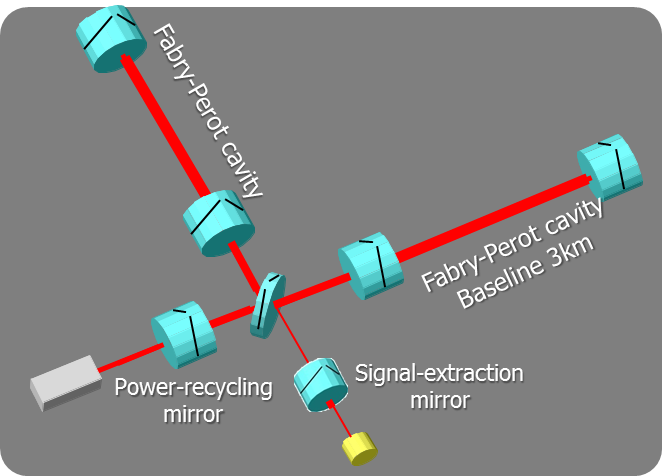 Fabry-Perot cavity
Fabry-Perot cavity
Baseline 3km
Power-recycling
mirror
Signal-extraction
mirror